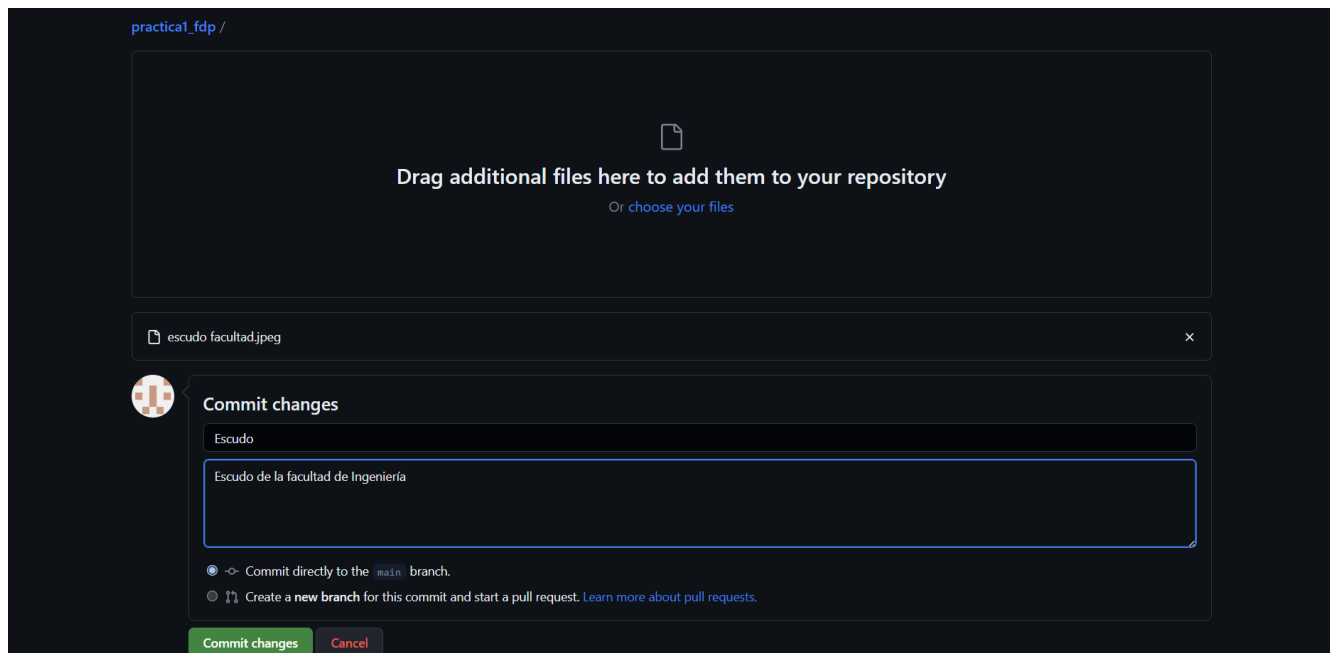 practica1_fdp /
Drag additional files here to add them to your repository
Or choose your files
escudo facultad.jpeg
Commit changes
Escudo
Escudo de la facultad de Ingeniería
Commit directly to the main branch.
Create a new branch for this commit and start a pull request. Learn more about pull requests.
Commit changes Cancel